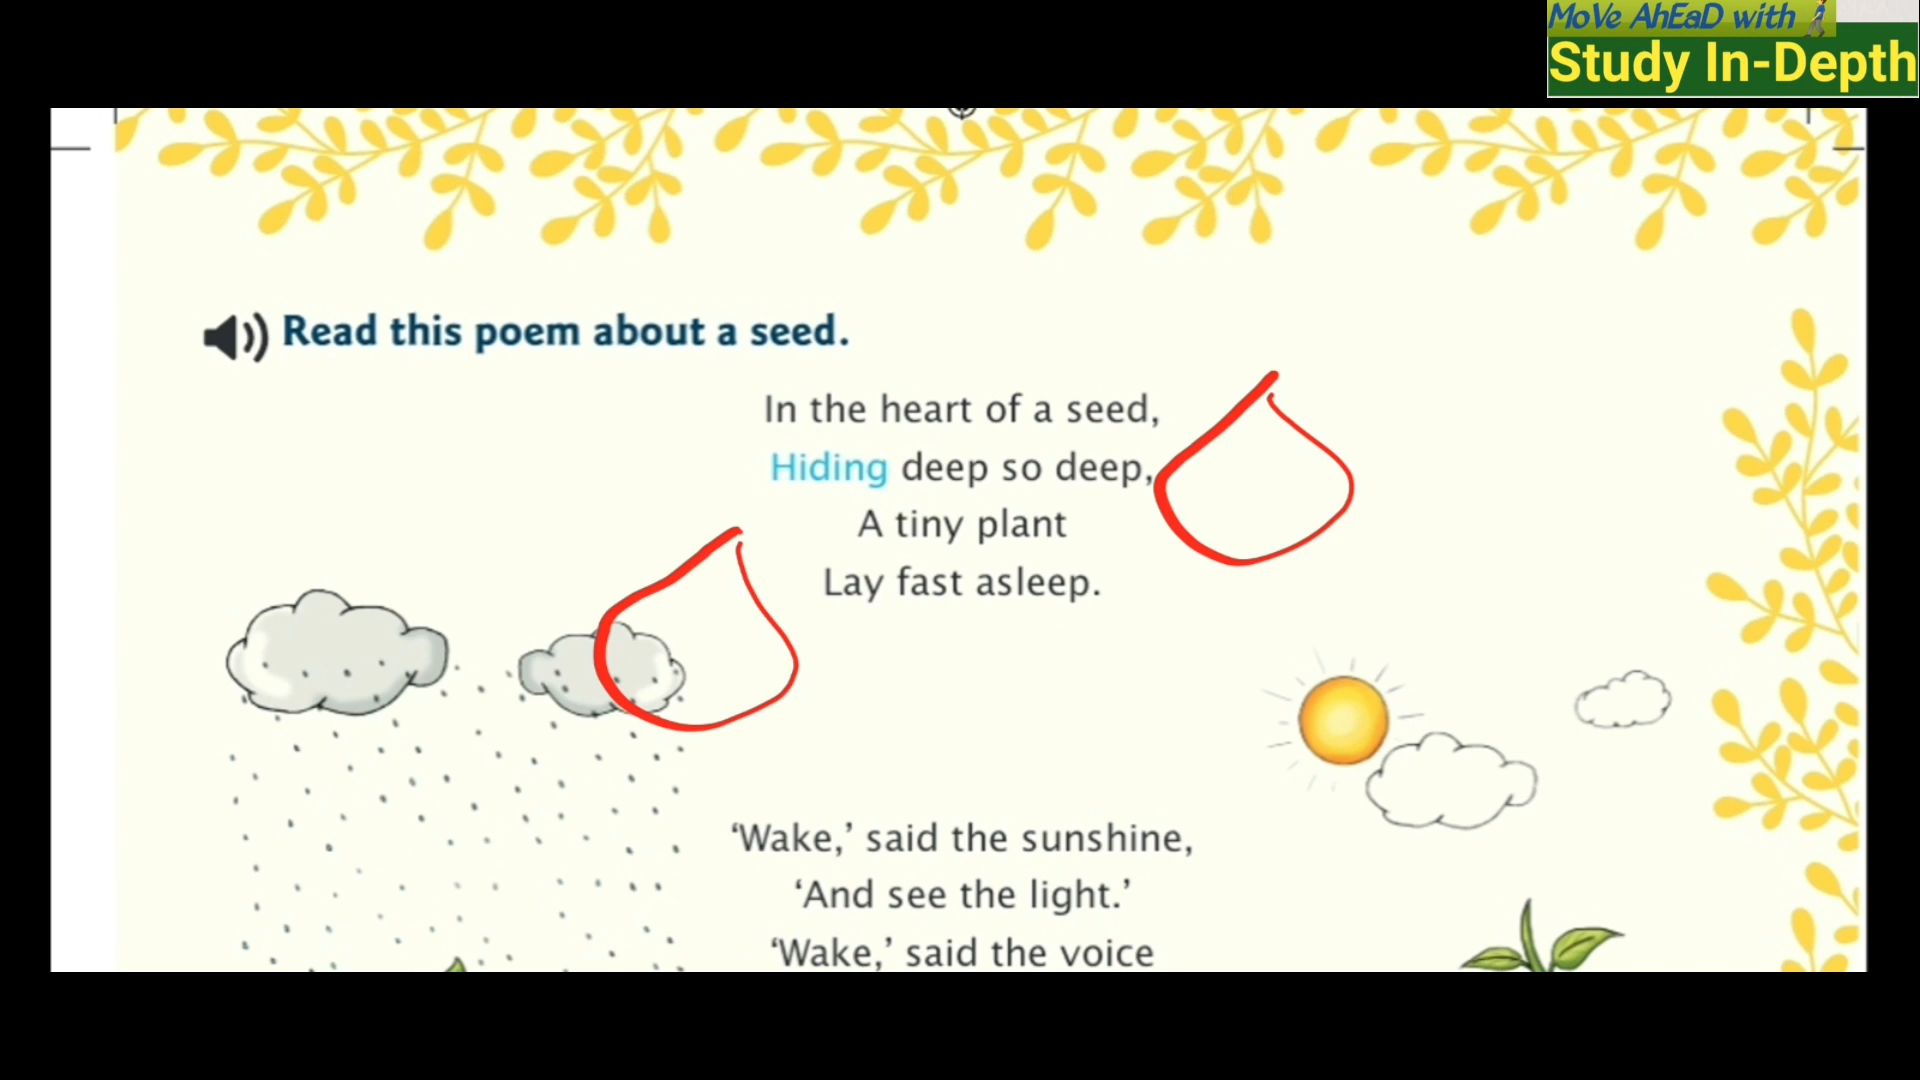 MoVe AhEaD with
Study In-Depth
Read this poem about a seed.
In the heart of a seed,
Hiding deep so deep,
A tiny plant
Lay fast asleep.
‘Wake,’ said the sunshine,
‘And see the light.’
‘Wake,’ said the voice